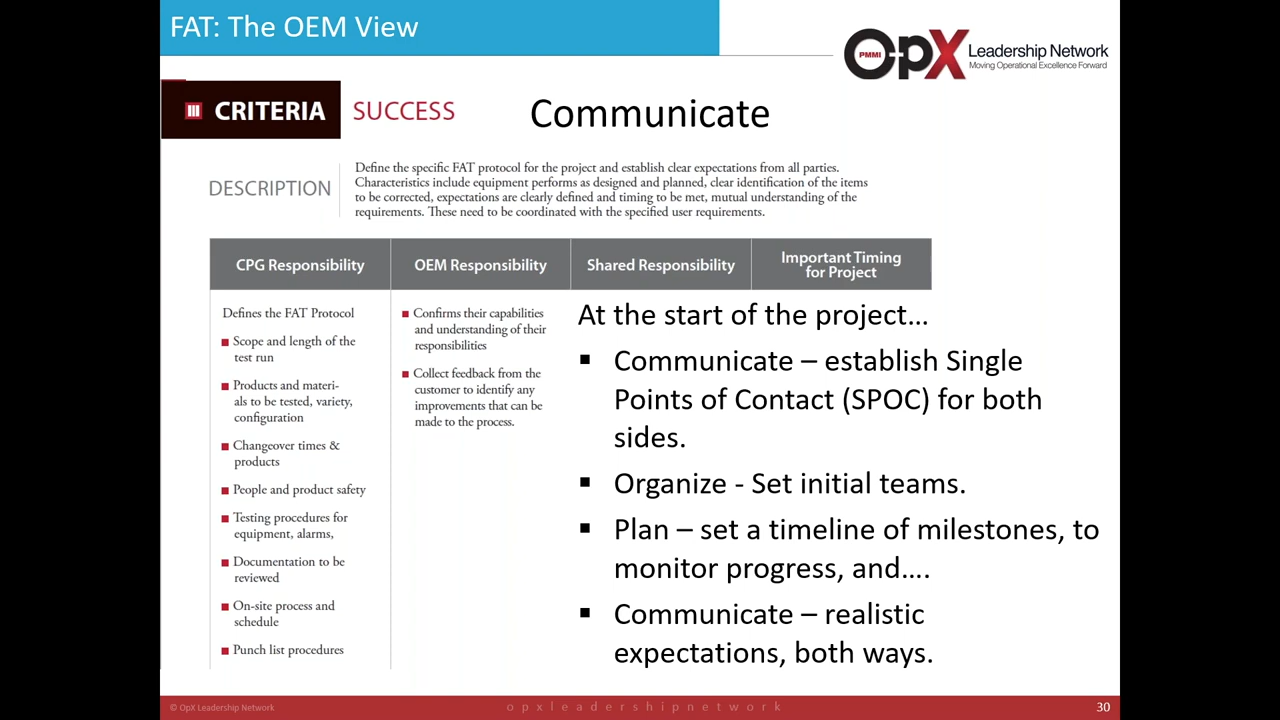 FAT: The OEM View
PMMI
OpX
Leadership Network
Moving Operational Excellence Forward
III CRITERIA
SUCCESS
Communicate
DESCRIPTION
Define the specific FAT protocol for the project and establish clear expectations from all parties.
Characteristics include equipment performs as designed and planned, clear identification of the items
to be corrected, expectations are clearly defined and timing to be met, mutual understanding of the
requirements. These need to be coordinated with the specified user requirements.
CPG Responsibility
OEM Responsibility
Shared Responsibility
Important Timing
for Project
Defines the FAT Protocol
■ Scope and length of the
test run
■ Products and materi-
als to be tested, variety,
configuration
■ Changeover times &
products
■ People and product safety
■ Testing procedures for
equipment, alarms,
■ Documentation to be
reviewed
■ On-site process and
schedule
■ Punch list procedures
■ Confirms their capabilities
and understanding of their
responsibilities
■ Collect feedback from the
customer to identify any
improvements that can be
made to the process.
At the start of the project…
▪ Communicate – establish Single
Points of Contact (SPOC) for both
sides.
▪ Organize - Set initial teams.
▪ Plan – set a timeline of milestones, to
monitor progress, and….
▪ Communicate – realistic
expectations, both ways.
© OpX Leadership Network
opxleadershipnetwork
30